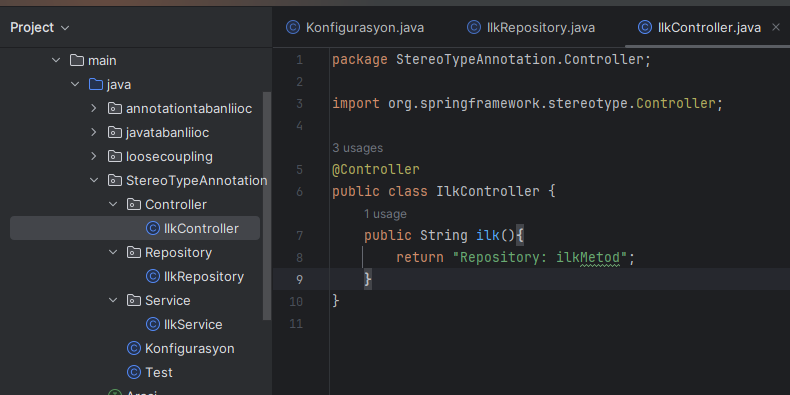 Project
main
java
annotationtabanliioc
javatabanliioc
loosecoupling
StereoTypeAnnotation
Controller
IlkController
Repository
IlkRepository
Service
IlkService
Konfigurasyon
Test
Konfigurasyon.java
IlkRepository.java
IlkController.java
1 package StereoTypeAnnotation.Controller;
2
3 import org.springframework.stereotype.Controller;
4
3 usages
5 @Controller
6 public class IlkController {
1 usage
7 public String ilk(){
8 return "Repository: ilkMetod";
9 }
10 }
11